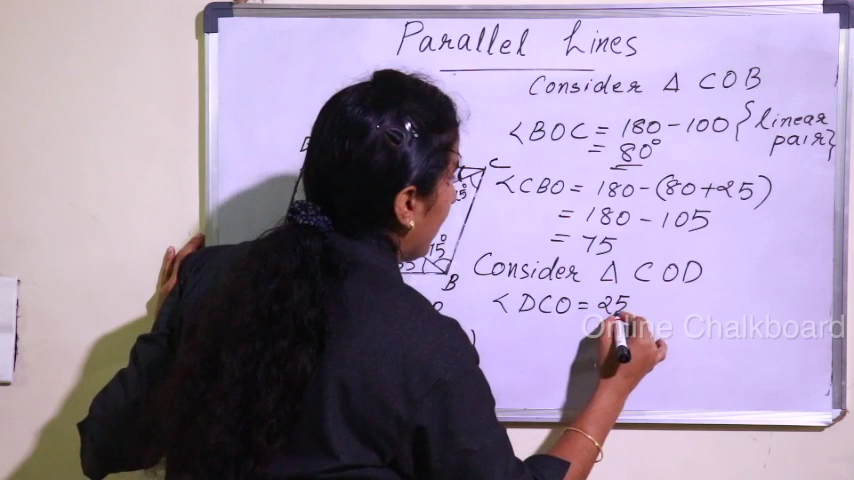 Parallel Lines
Consider Δ COB
<BOC = 180 - 100 {linear pair}
= 80°
<CBO = 180 - (80+25)
= 180 - 105
= 75
Consider Δ COD
<DCO = 25
C
75°
B
Online Chalkboard